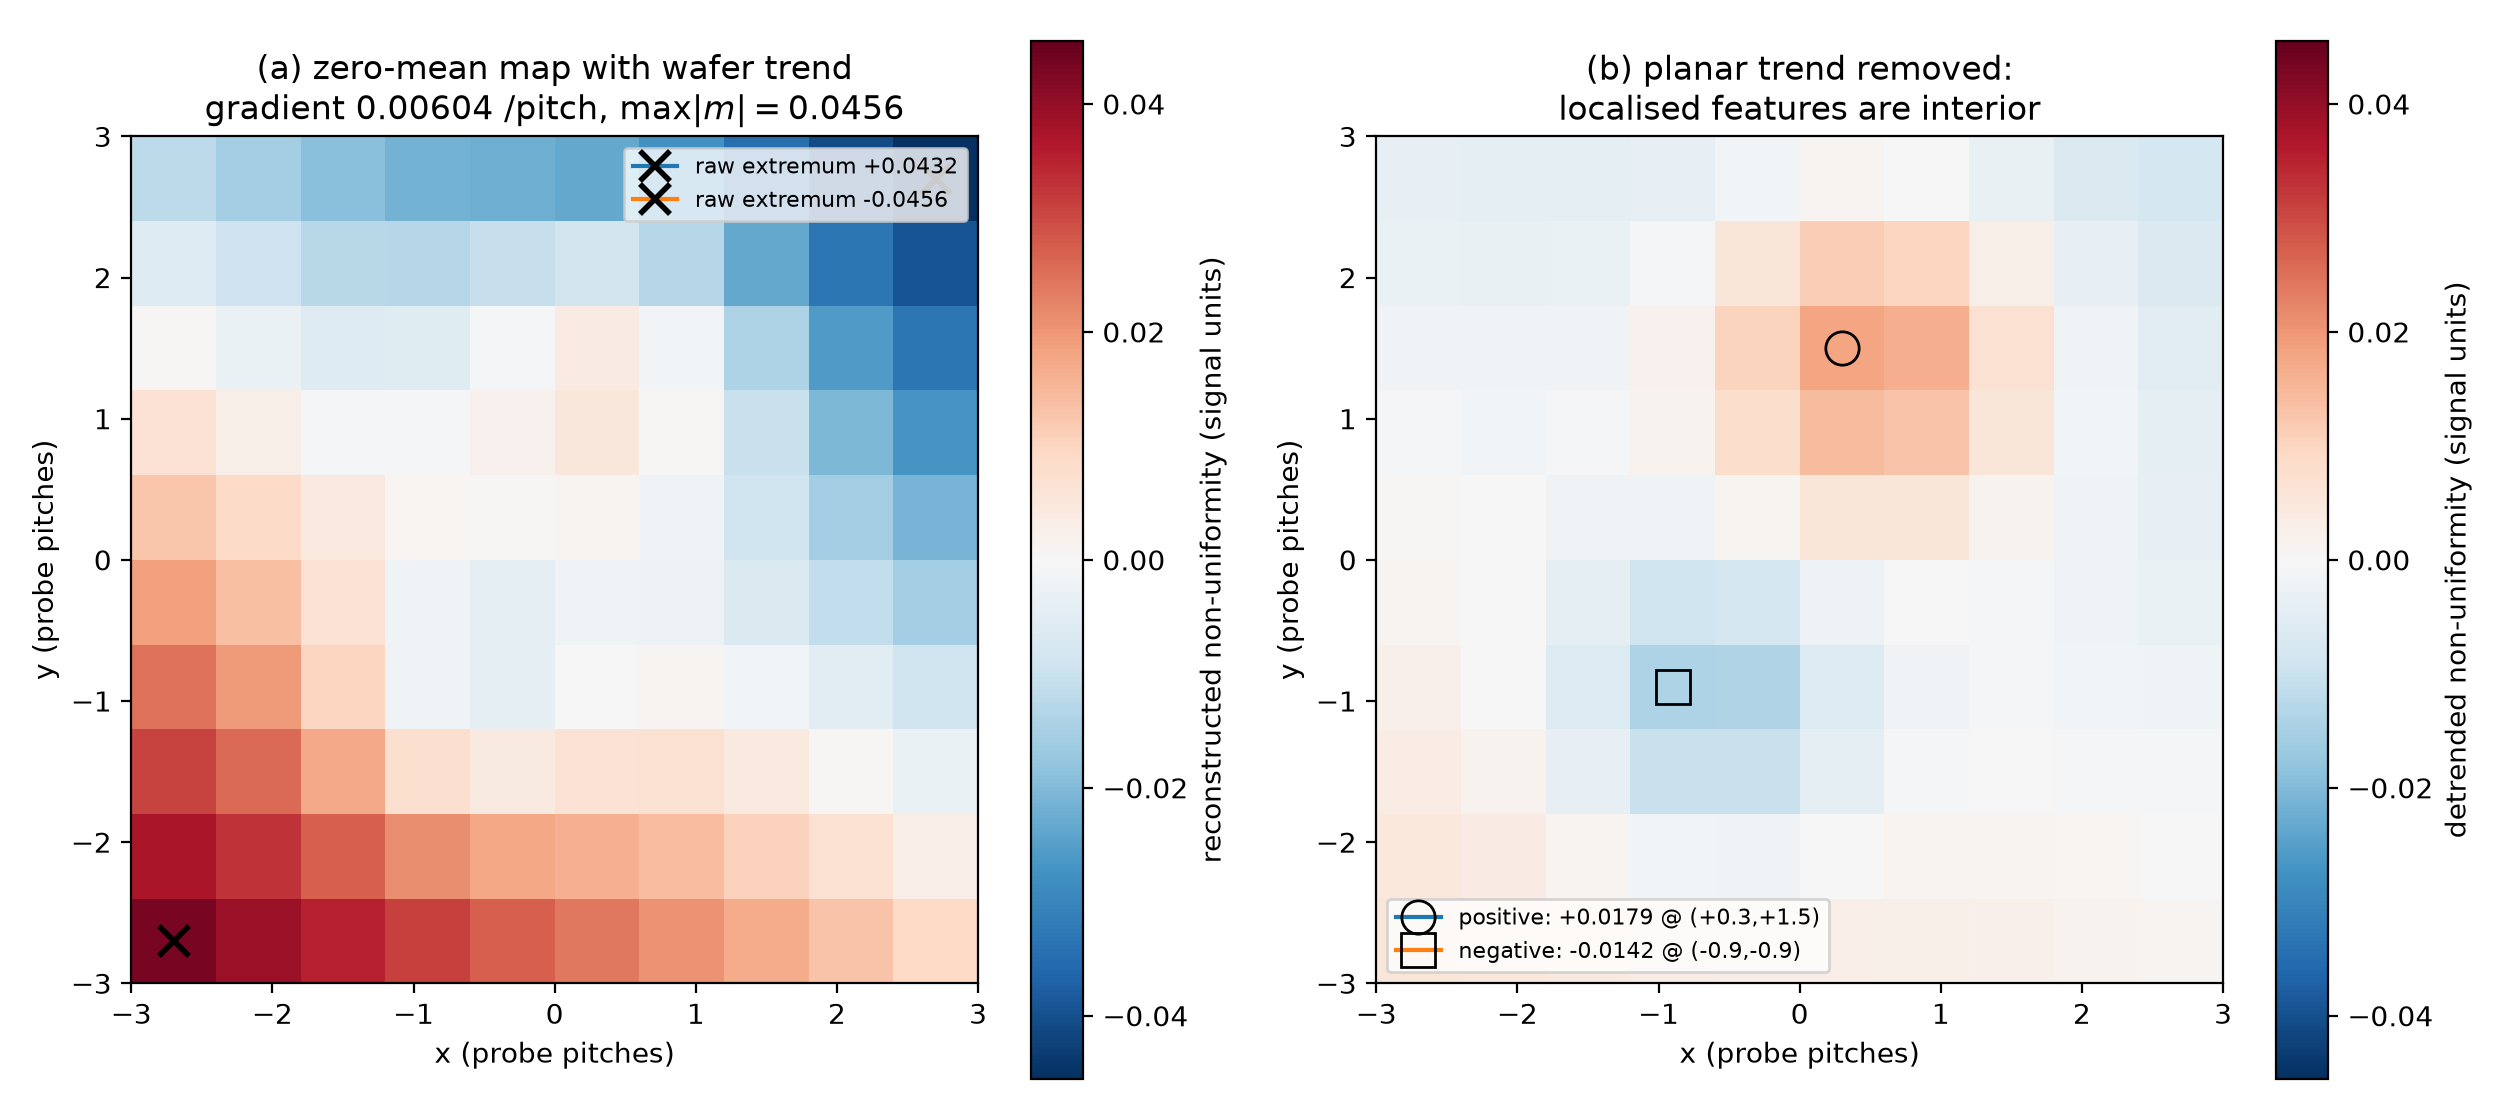 (a) zero-mean map with wafer trend
gradient 0.00604 /pitch, max|m| = 0.0456
raw extremum +0.0432
raw extremum -0.0456
3
2
1
0
−1
−2
−3
y (probe pitches)
−3
−2
−1
0
1
2
3
x (probe pitches)
0.04
0.02
0.00
−0.02
−0.04
reconstructed non-uniformity (signal units)
(b) planar trend removed:
localised features are interior
3
2
1
0
−1
−2
−3
y (probe pitches)
positive: +0.0179 @ (+0.3,+1.5)
negative: -0.0142 @ (-0.9,-0.9)
−3
−2
−1
0
1
2
3
x (probe pitches)
0.04
0.02
0.00
−0.02
−0.04
detrended non-uniformity (signal units)